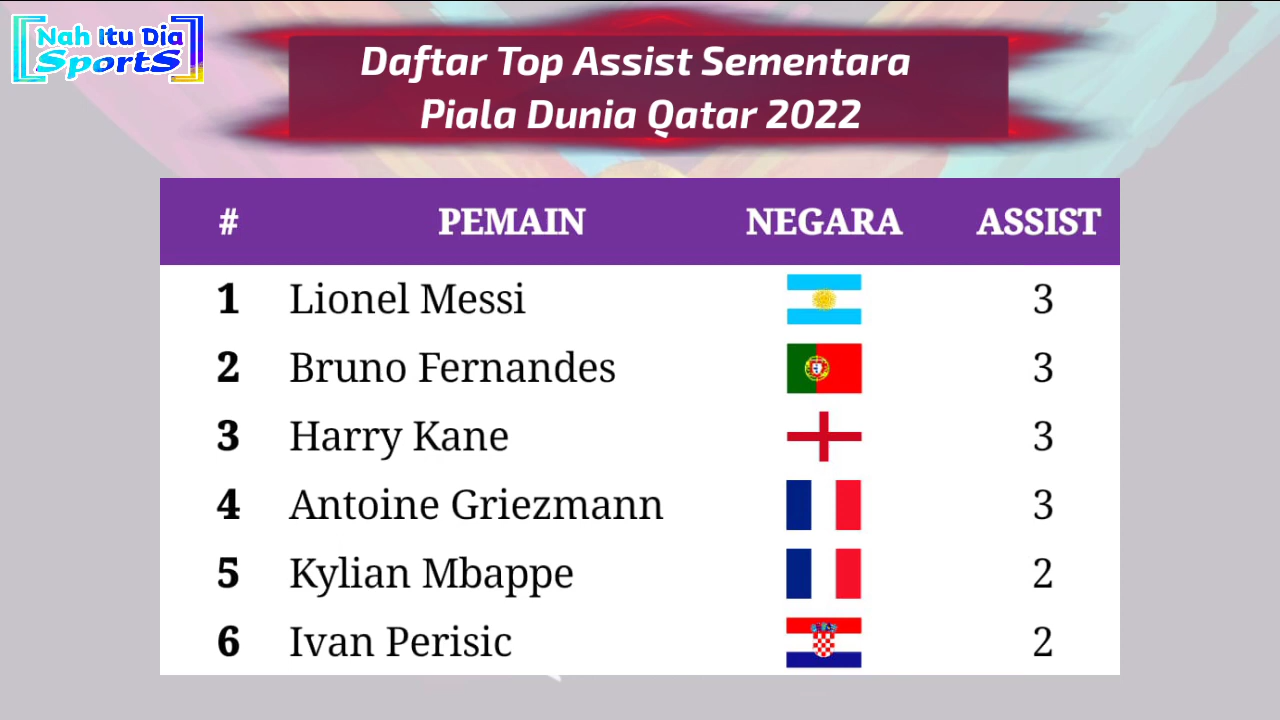 Nah Itu Dia
Sports
Daftar Top Assist Sementara
Piala Dunia Qatar 2022
# PEMAIN NEGARA ASSIST
1 Lionel Messi 3
2 Bruno Fernandes 3
3 Harry Kane 3
4 Antoine Griezmann 3
5 Kylian Mbappe 2
6 Ivan Perisic 2